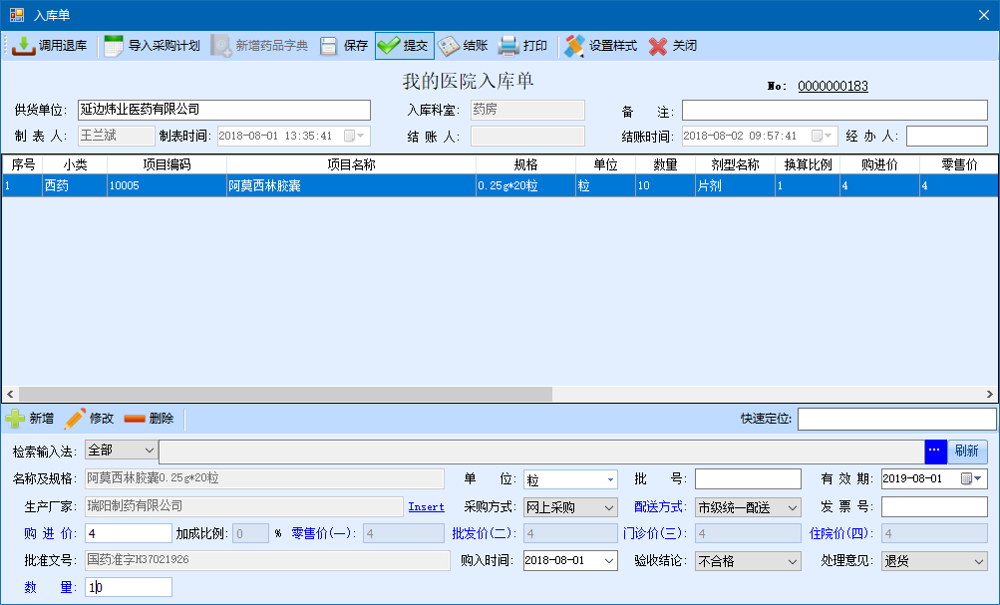 入库单
调用退库 导入采购计划 新增药品字典 保存 提交 结账 打印 设置样式 关闭
我的医院入库单
No: 0000000183
供货单位: 延边炜业医药有限公司 入库科室: 药房 备 注:
制 表 人: 王兰斌 制表时间: 2018-08-01 13:35:41 结 账 人: 结账时间: 2018-08-02 09:57:41 经 办 人:
序号 小类 项目编码 项目名称 规格 单位 数量 剂型名称 换算比例 购进价 零售价
1 西药 10005 阿莫西林胶囊 0.25g*20粒 粒 10 片剂 1 4 4
新增 修改 删除 快速定位:
检索输入法: 全部 ... 刷新
名称及规格: 阿莫西林胶囊0.25g*20粒 单 位: 粒 批 号: 有 效 期: 2019-08-01
生产厂家: 瑞阳制药有限公司 Insert 采购方式: 网上采购 配送方式: 市级统一配送 发 票 号:
购 进 价: 4 加成比例: 0 % 零售价(一): 4 批发价(二): 4 门诊价(三): 4 住院价(四): 4
批准文号: 国药准字H37021926 购入时间: 2018-08-01 验收结论: 不合格 处理意见: 退货
数 量: 10